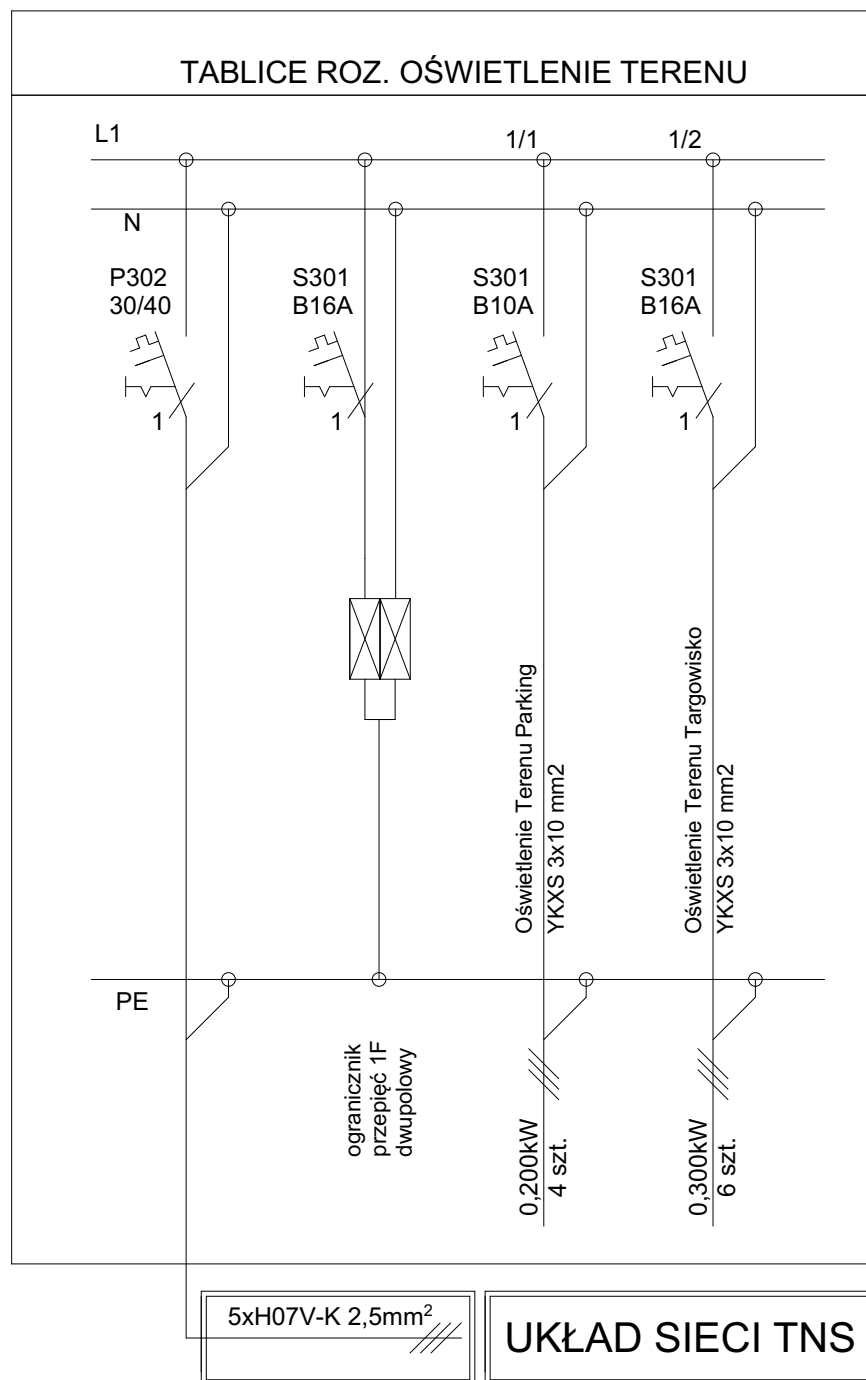 TABLICE ROZ. OŚWIETLENIE TERENU
L1
1/1
1/2
N
P302
30/40
S301
B16A
S301
B10A
S301
B16A
1
1
1
1
Oświetlenie Terenu Parking
YKXS 3x10 mm2
Oświetlenie Terenu Targowisko
YKXS 3x10 mm2
PE
ogranicznik
przepięć 1F
dwupolowy
0,200kW
4 szt.
0,300kW
6 szt.
5xH07V-K 2,5mm²
UKŁAD SIECI TNS